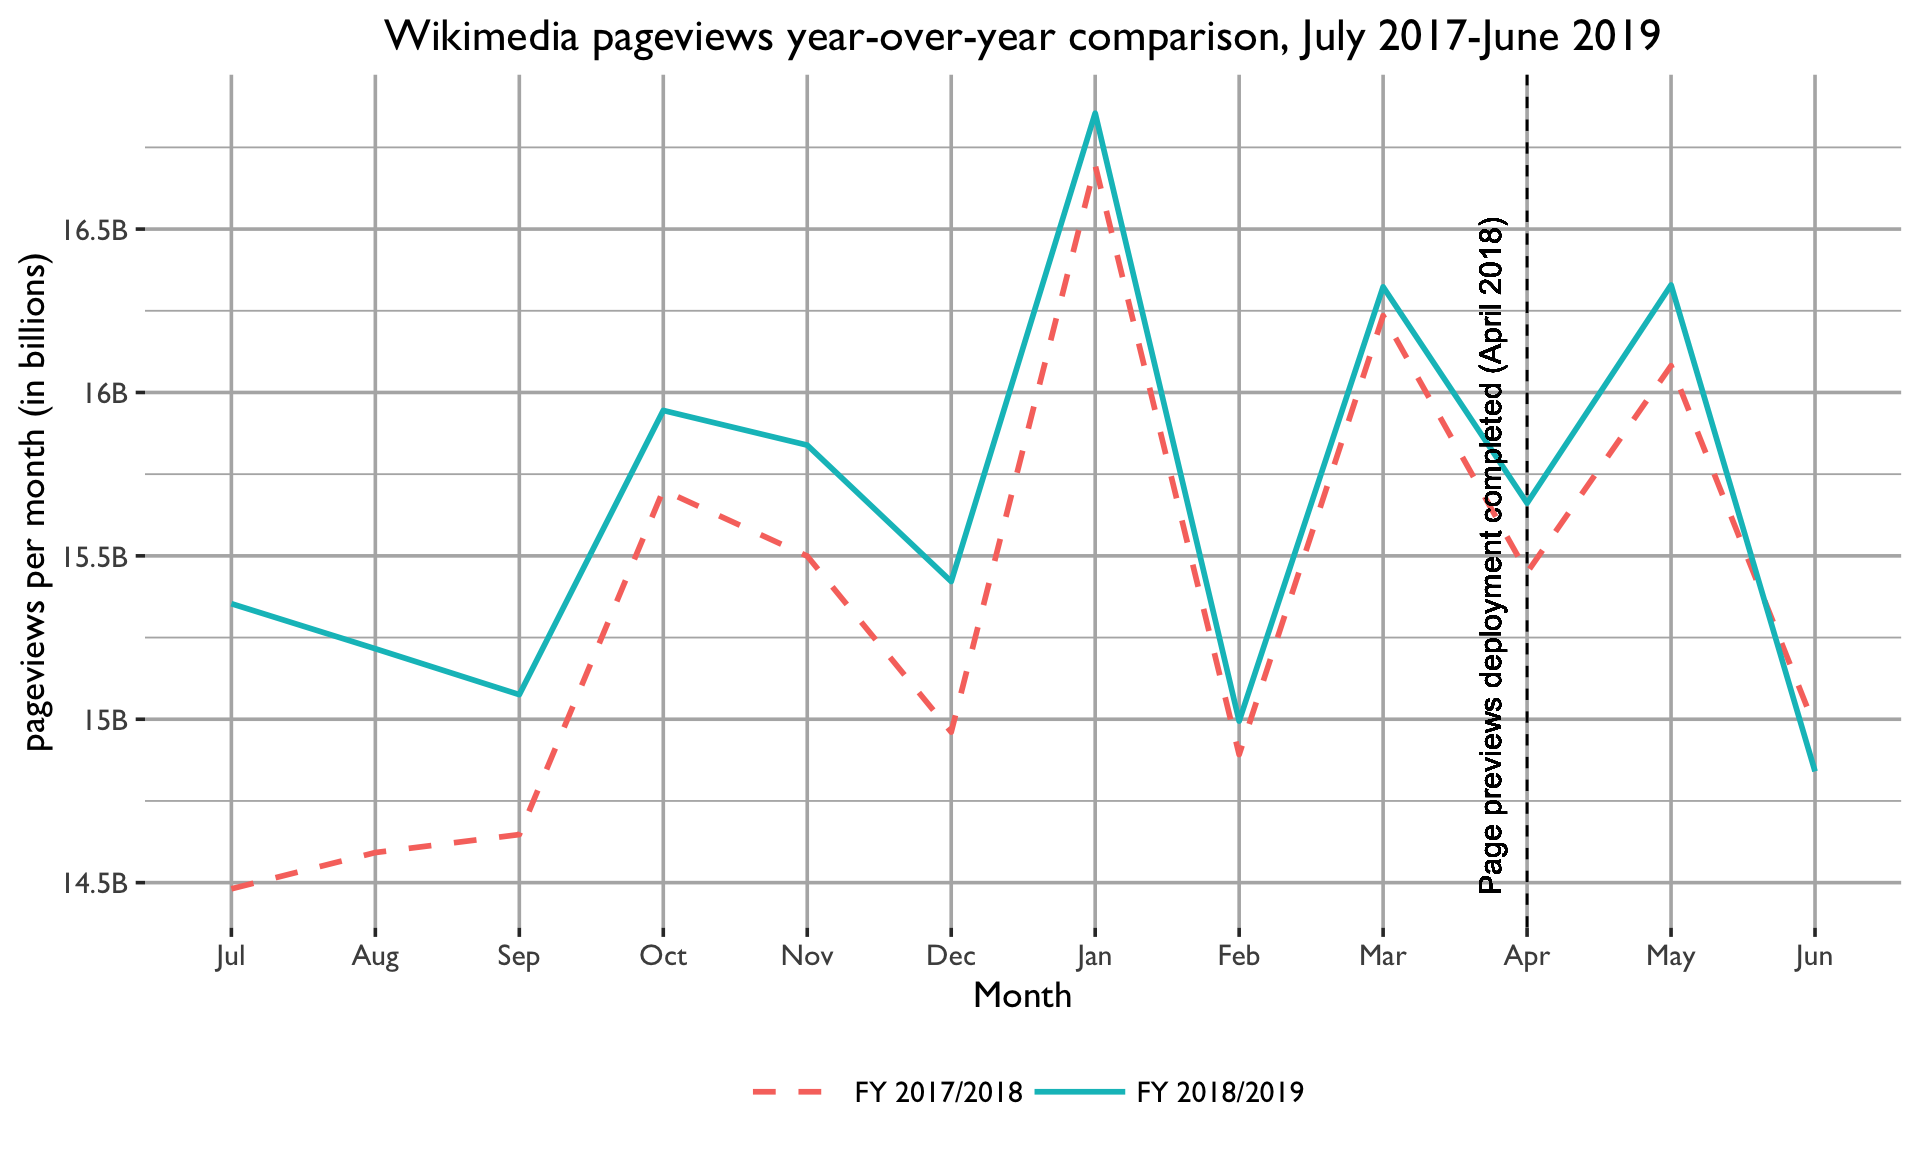 Wikimedia pageviews year-over-year comparison, July 2017-June 2019
pageviews per month (in billions)
16.5B
16B
15.5B
15B
14.5B
Page previews deployment completed (April 2018)
Jul Aug Sep Oct Nov Dec Jan Feb Mar Apr May Jun
Month
FY 2017/2018 FY 2018/2019